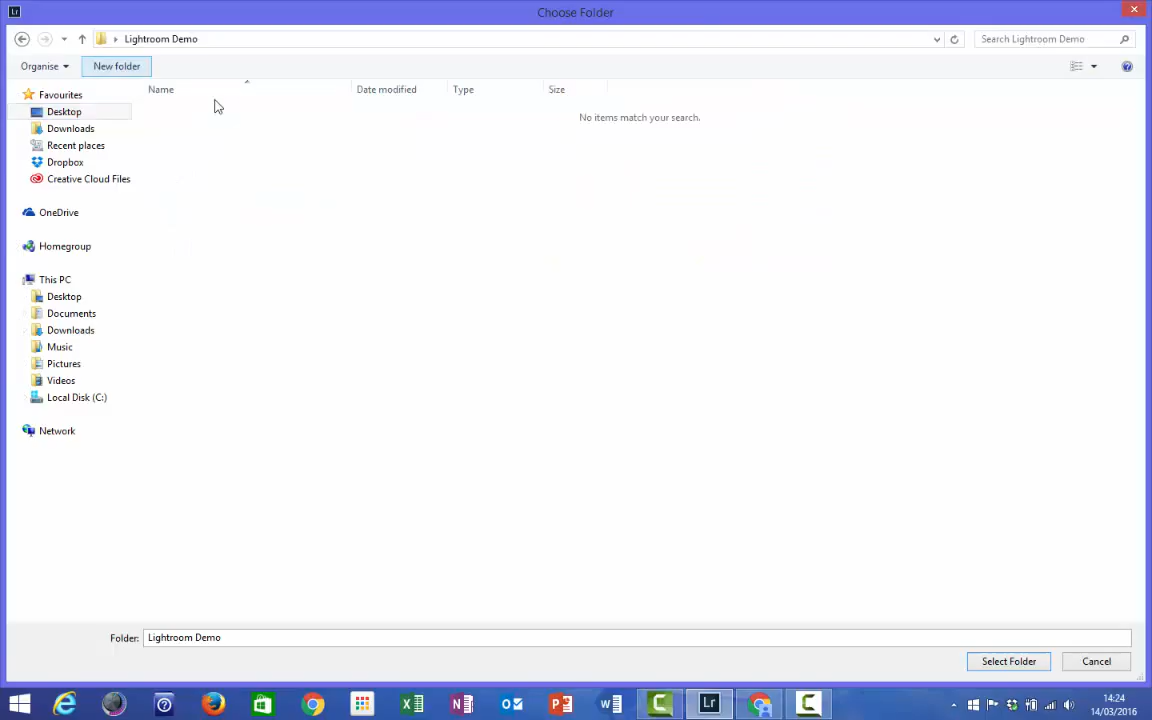 Lr
Choose Folder
Lightroom Demo
Search Lightroom Demo
Organise
New folder
Name
Date modified
Type
Size
No items match your search.
Favourites
Desktop
Downloads
Recent places
Dropbox
Creative Cloud Files
OneDrive
Homegroup
This PC
Desktop
Documents
Downloads
Music
Pictures
Videos
Local Disk (C:)
Network
Folder: Lightroom Demo
Select Folder
Cancel
Lr
14:24
14/03/2016